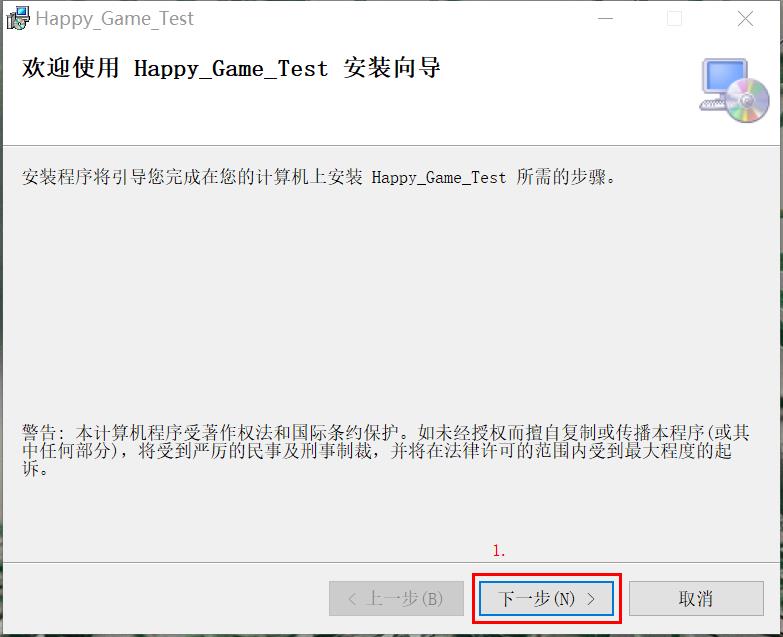 Happy_Game_Test
欢迎使用 Happy_Game_Test 安装向导
安装程序将引导您完成在您的计算机上安装 Happy_Game_Test 所需的步骤。
警告: 本计算机程序受著作权法和国际条约保护。如未经授权而擅自复制或传播本程序(或其
中任何部分)，将受到严厉的民事及刑事制裁，并将在法律许可的范围内受到最大程度的起
诉。
1.
< 上一步(B)
下一步(N) >
取消